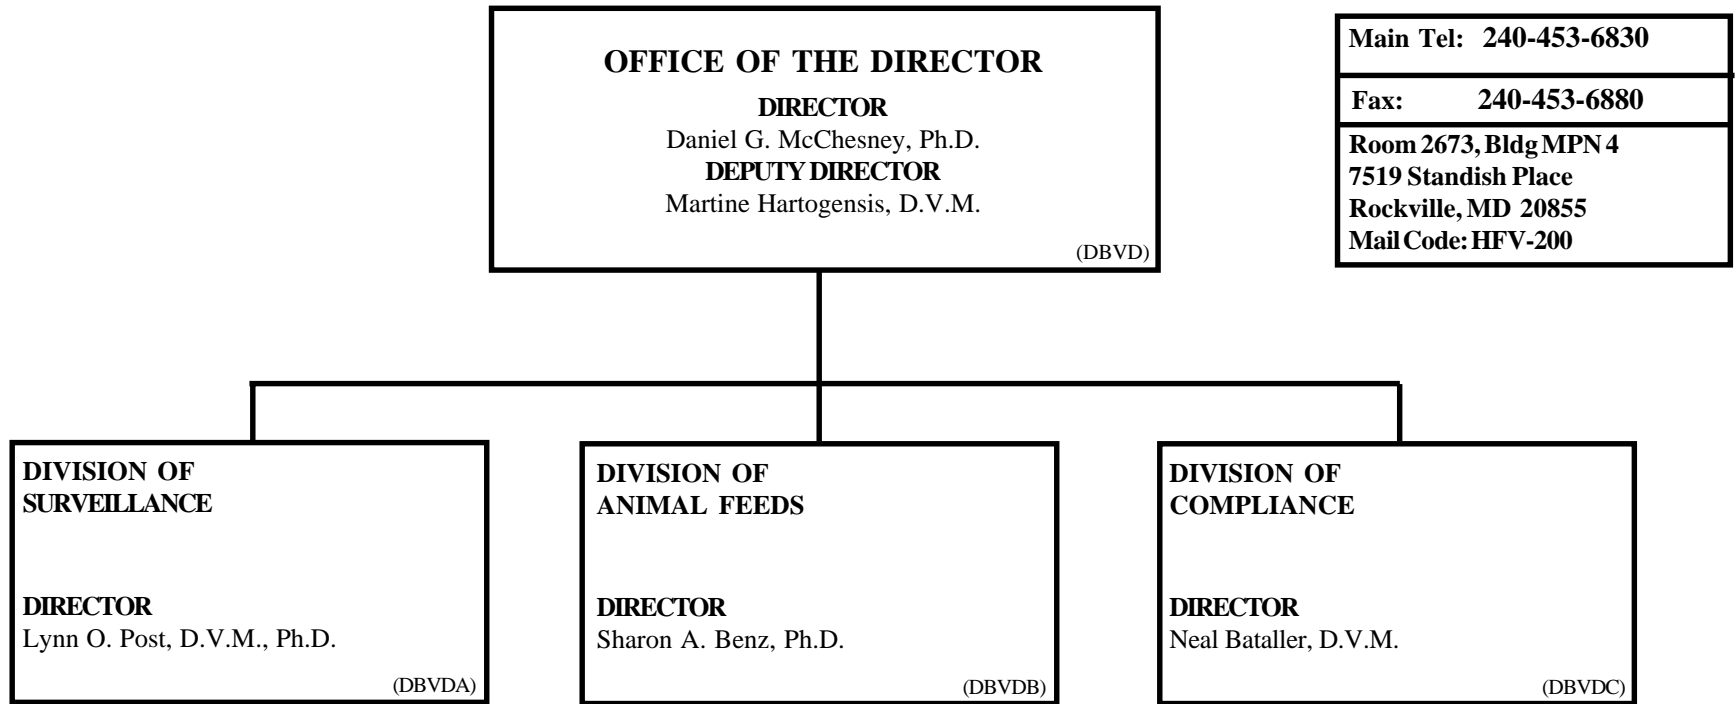 OFFICE OF THE DIRECTOR
DIRECTOR
Daniel G. McChesney, Ph.D.
DEPUTY DIRECTOR
Martine Hartogensis, D.V.M.
(DBVD)
Main Tel: 240-453-6830
Fax: 240-453-6880
Room 2673, Bldg MPN 4
7519 Standish Place
Rockville, MD 20855
Mail Code: HFV-200
DIVISION OF
SURVEILLANCE
DIRECTOR
Lynn O. Post, D.V.M., Ph.D.
(DBVDA)
DIVISION OF
ANIMAL FEEDS
DIRECTOR
Sharon A. Benz, Ph.D.
(DBVDB)
DIVISION OF
COMPLIANCE
DIRECTOR
Neal Bataller, D.V.M.
(DBVDC)